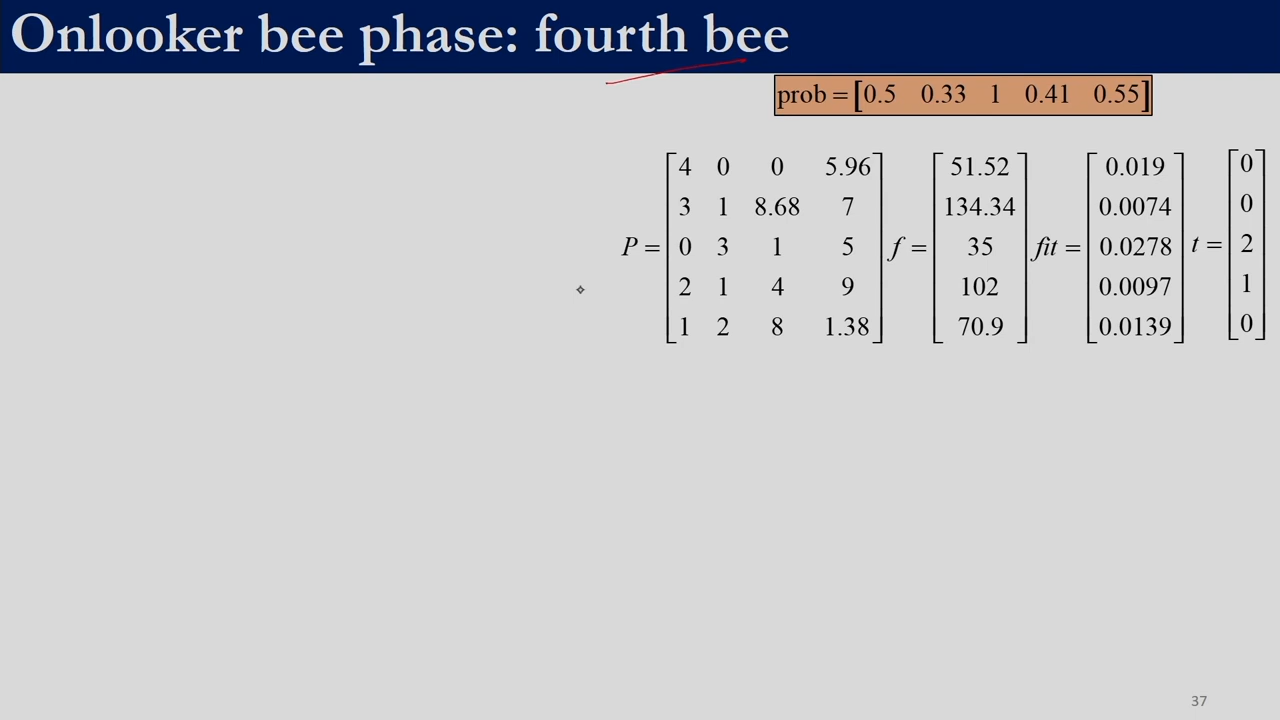 Onlooker bee phase: fourth bee
prob = [0.5 0.33 1 0.41 0.55]
P = [4 0 0 5.96
3 1 8.68 7
0 3 1 5
2 1 4 9
1 2 8 1.38]
f = [51.52
134.34
35
102
70.9]
fit = [0.019
0.0074
0.0278
0.0097
0.0139]
t = [0
0
2
1
0]
37